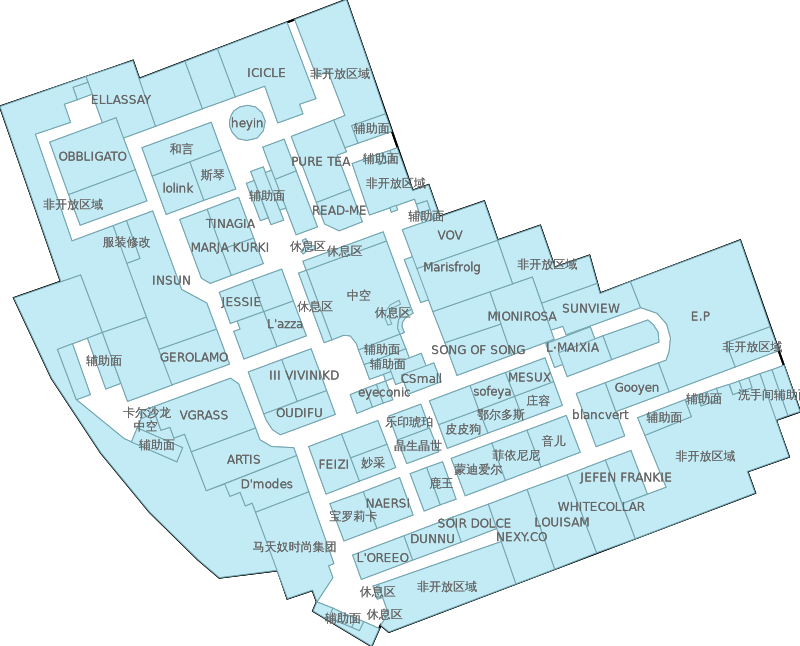 ICICLE
非开放区域
ELLASSAY
heyin
辅助面
和言
OBBLIGATO
PURE TEA
辅助面
斯琴
lolink
非开放区域
辅助面
非开放区域
READ-ME
辅助面
TINAGIA
VOV
服装修改
MARJA KURKI
休息区
休息区
非开放区域
Marisfrolg
INSUN
中空
JESSIE
休息区
SUNVIEW
休息区
MIONIROSA
E.P
L'azza
辅助面
SONG OF SONG
L·MAIXIA
非开放区域
辅助面
GEROLAMO
辅助面
III VIVINIKD
CSmall
MESUX
eyeconic
sofeya
Gooyen
洗手间辅助面
辅助面
庄容
卡尔沙龙
VGRASS
OUDIFU
鄂尔多斯
blancvert
辅助面
中空
乐印琥珀
皮皮狗
辅助面
晶生晶世
音儿
ARTIS
FEIZI
妙采
菲依尼尼
非开放区域
蒙迪爱尔
D'modes
鹿王
JEFEN FRANKIE
NAERSI
WHITECOLLAR
宝罗莉卡
SOIR DOLCE
LOUISAM
DUNNU
NEXY.CO
马天奴时尚集团
L'OREEO
休息区
非开放区域
辅助面
休息区